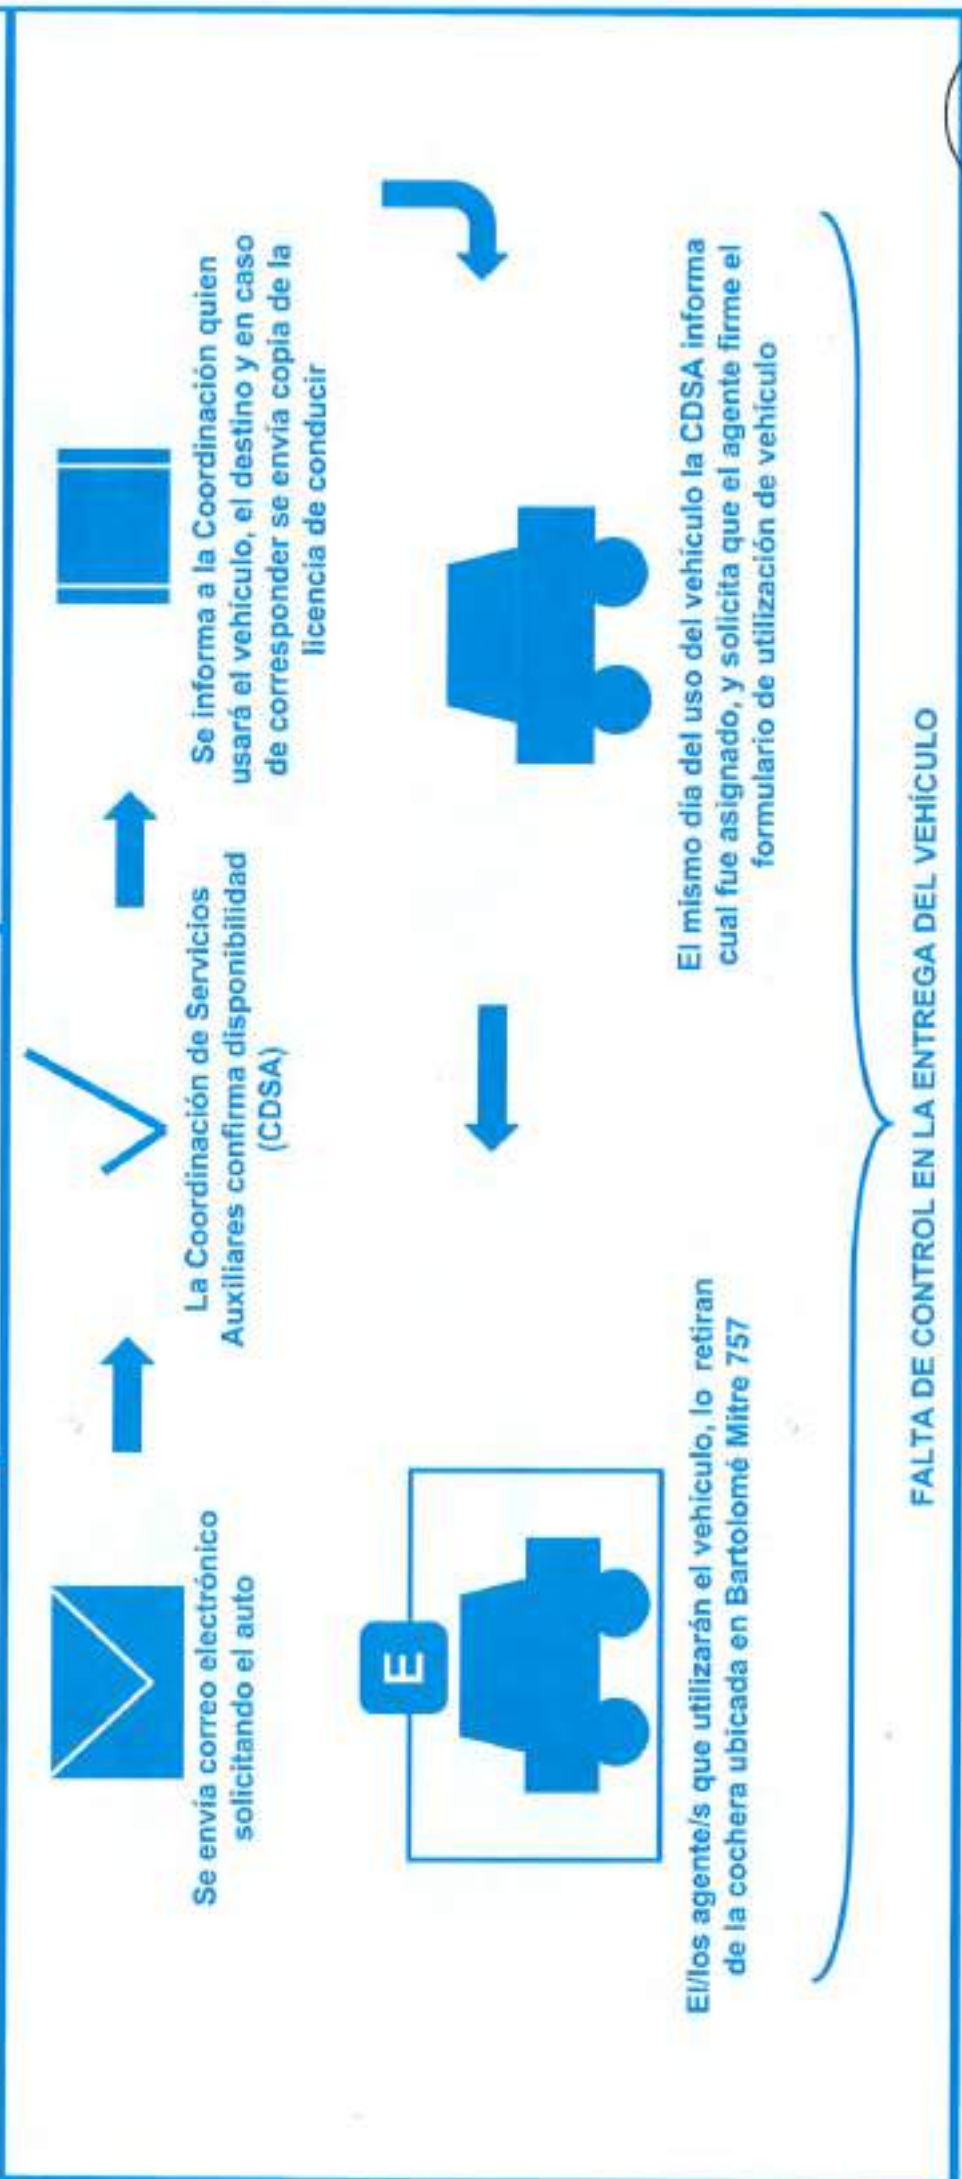 Se envía correo electrónico
solicitando el auto
La Coordinación de Servicios
Auxiliares confirma disponibilidad
(CDSA)
Se informa a la Coordinación quien
usará el vehículo, el destino y en caso
de corresponder se envía copia de la
licencia de conducir
El mismo día del uso del vehículo la CDSA informa
cual fue asignado, y solicita que el agente firme el
formulario de utilización de vehículo
E
El/los agente/s que utilizarán el vehículo, lo retiran
de la cochera ubicada en Bartolomé Mitre 757
FALTA DE CONTROL EN LA ENTREGA DEL VEHÍCULO